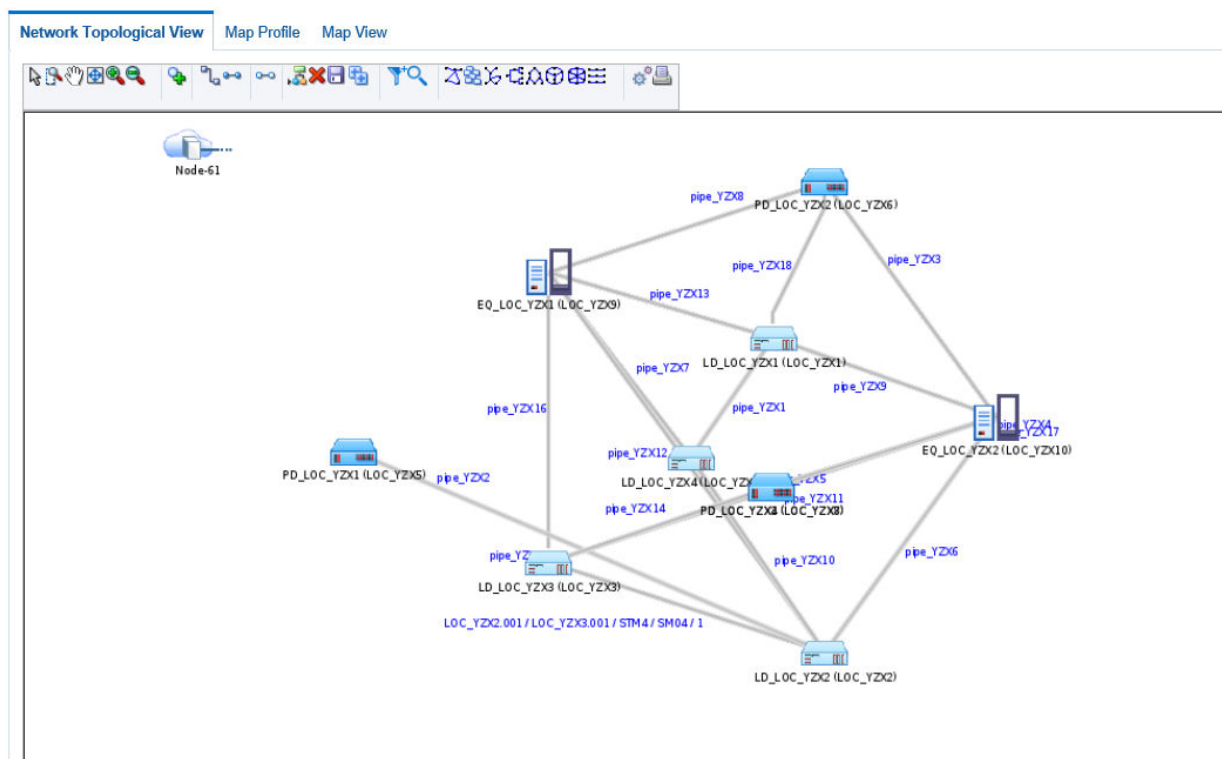 Network Topological View Map Profile Map View
Node-61
pipe_YZX8
PD_LOC_YZX2 (LOC_YZX6)
pipe_YZX18
pipe_YZX3
pipe_YZX13
EQ_LOC_YZX1 (LOC_YZX9)
LD_LOC_YZX1 (LOC_YZX1)
pipe_YZX7
pipe_YZX9
pipe_YZX16
pipe_YZX1
pipe_YZX4
EQ_LOC_YZX2 (LOC_YZX10)
pipe_YZX12
PD_LOC_YZX1 (LOC_YZX5)
pipe_YZX2
LD_LOC_YZX4
pipe_YZX14
pipe_YZX6
pipe_YZX10
LD_LOC_YZX3 (LOC_YZX3)
LOC_YZX2.001 / LOC_YZX3.001 / STM4 / SM04 / 1
LD_LOC_YZX2 (LOC_YZX2)